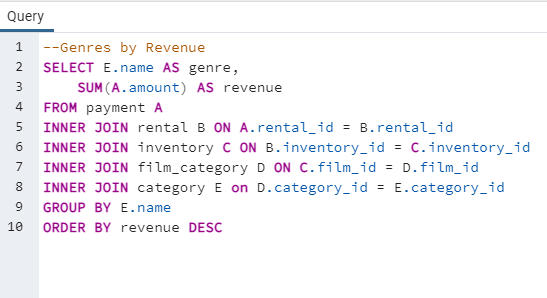 Query
1 --Genres by Revenue
2 SELECT E.name AS genre,
3     SUM(A.amount) AS revenue
4 FROM payment A
5 INNER JOIN rental B ON A.rental_id = B.rental_id
6 INNER JOIN inventory C ON B.inventory_id = C.inventory_id
7 INNER JOIN film_category D ON C.film_id = D.film_id
8 INNER JOIN category E on D.category_id = E.category_id
9 GROUP BY E.name
10 ORDER BY revenue DESC